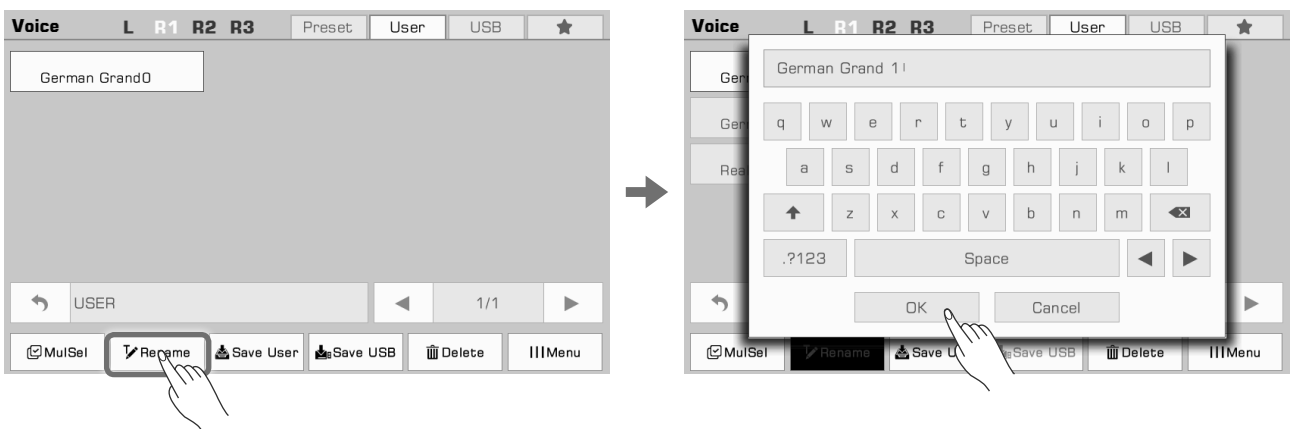 Voice L R1 R2 R3 Preset User USB
German Grand0
USER 1/1
MulSel Rename Save User Save USB Delete Menu
Voice L R1 R2 R3 Preset User USB
German Grand 1
q w e r t y u i o p
a s d f g h j k l
z x c v b n m
.?123 Space
OK Cancel
MulSel Rename Save U Save USB Delete Menu